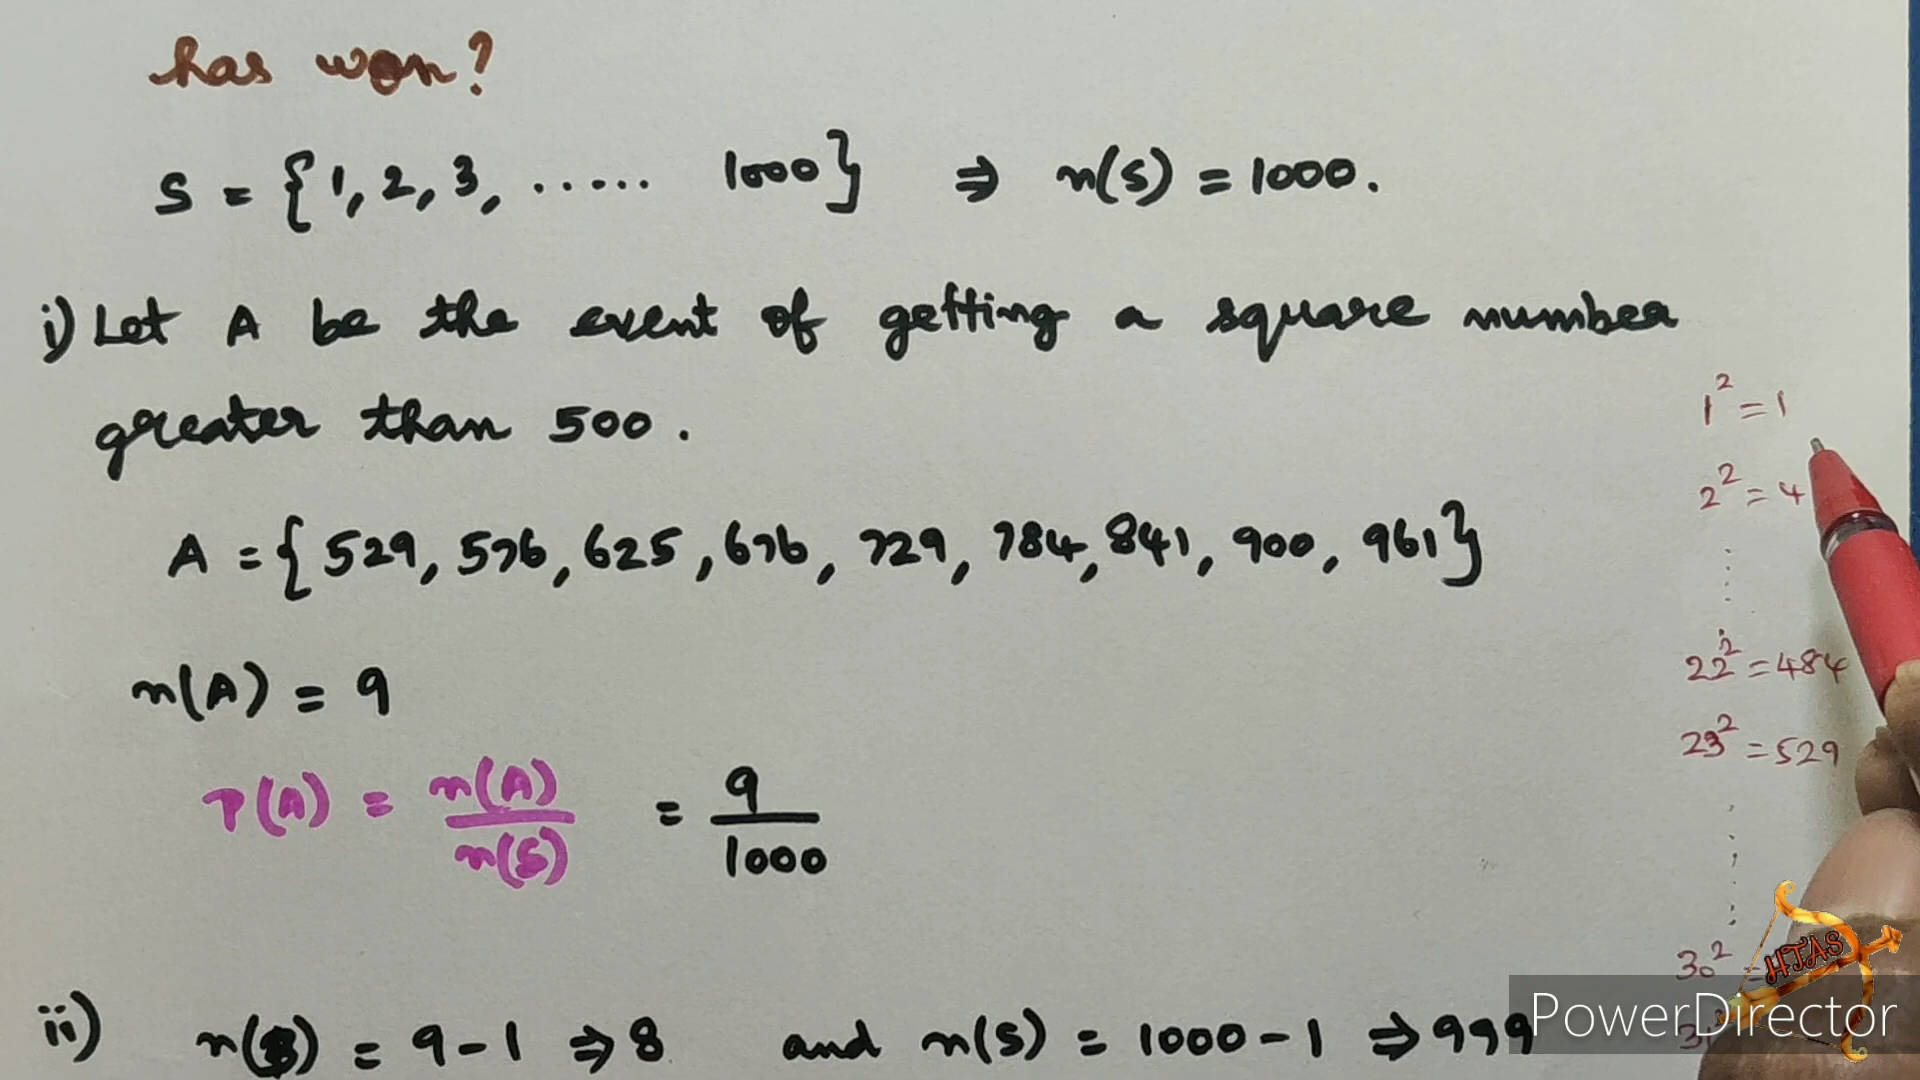 has won?
S = {1, 2, 3, ...... 1000} ⇒ n(S) = 1000.
i) Let A be the event of getting a square number
greater than 500.
A = {529, 576, 625, 676, 729, 784, 841, 900, 961}
n(A) = 9
P(A) = n(A)/n(S) = 9/1000
ii) n(B) = 9 - 1 ⇒ 8 and n(S) = 1000 - 1 ⇒ 999
1² = 1
2² = 4
22² = 484
23² = 529
30² =
HTAS
PowerDirector